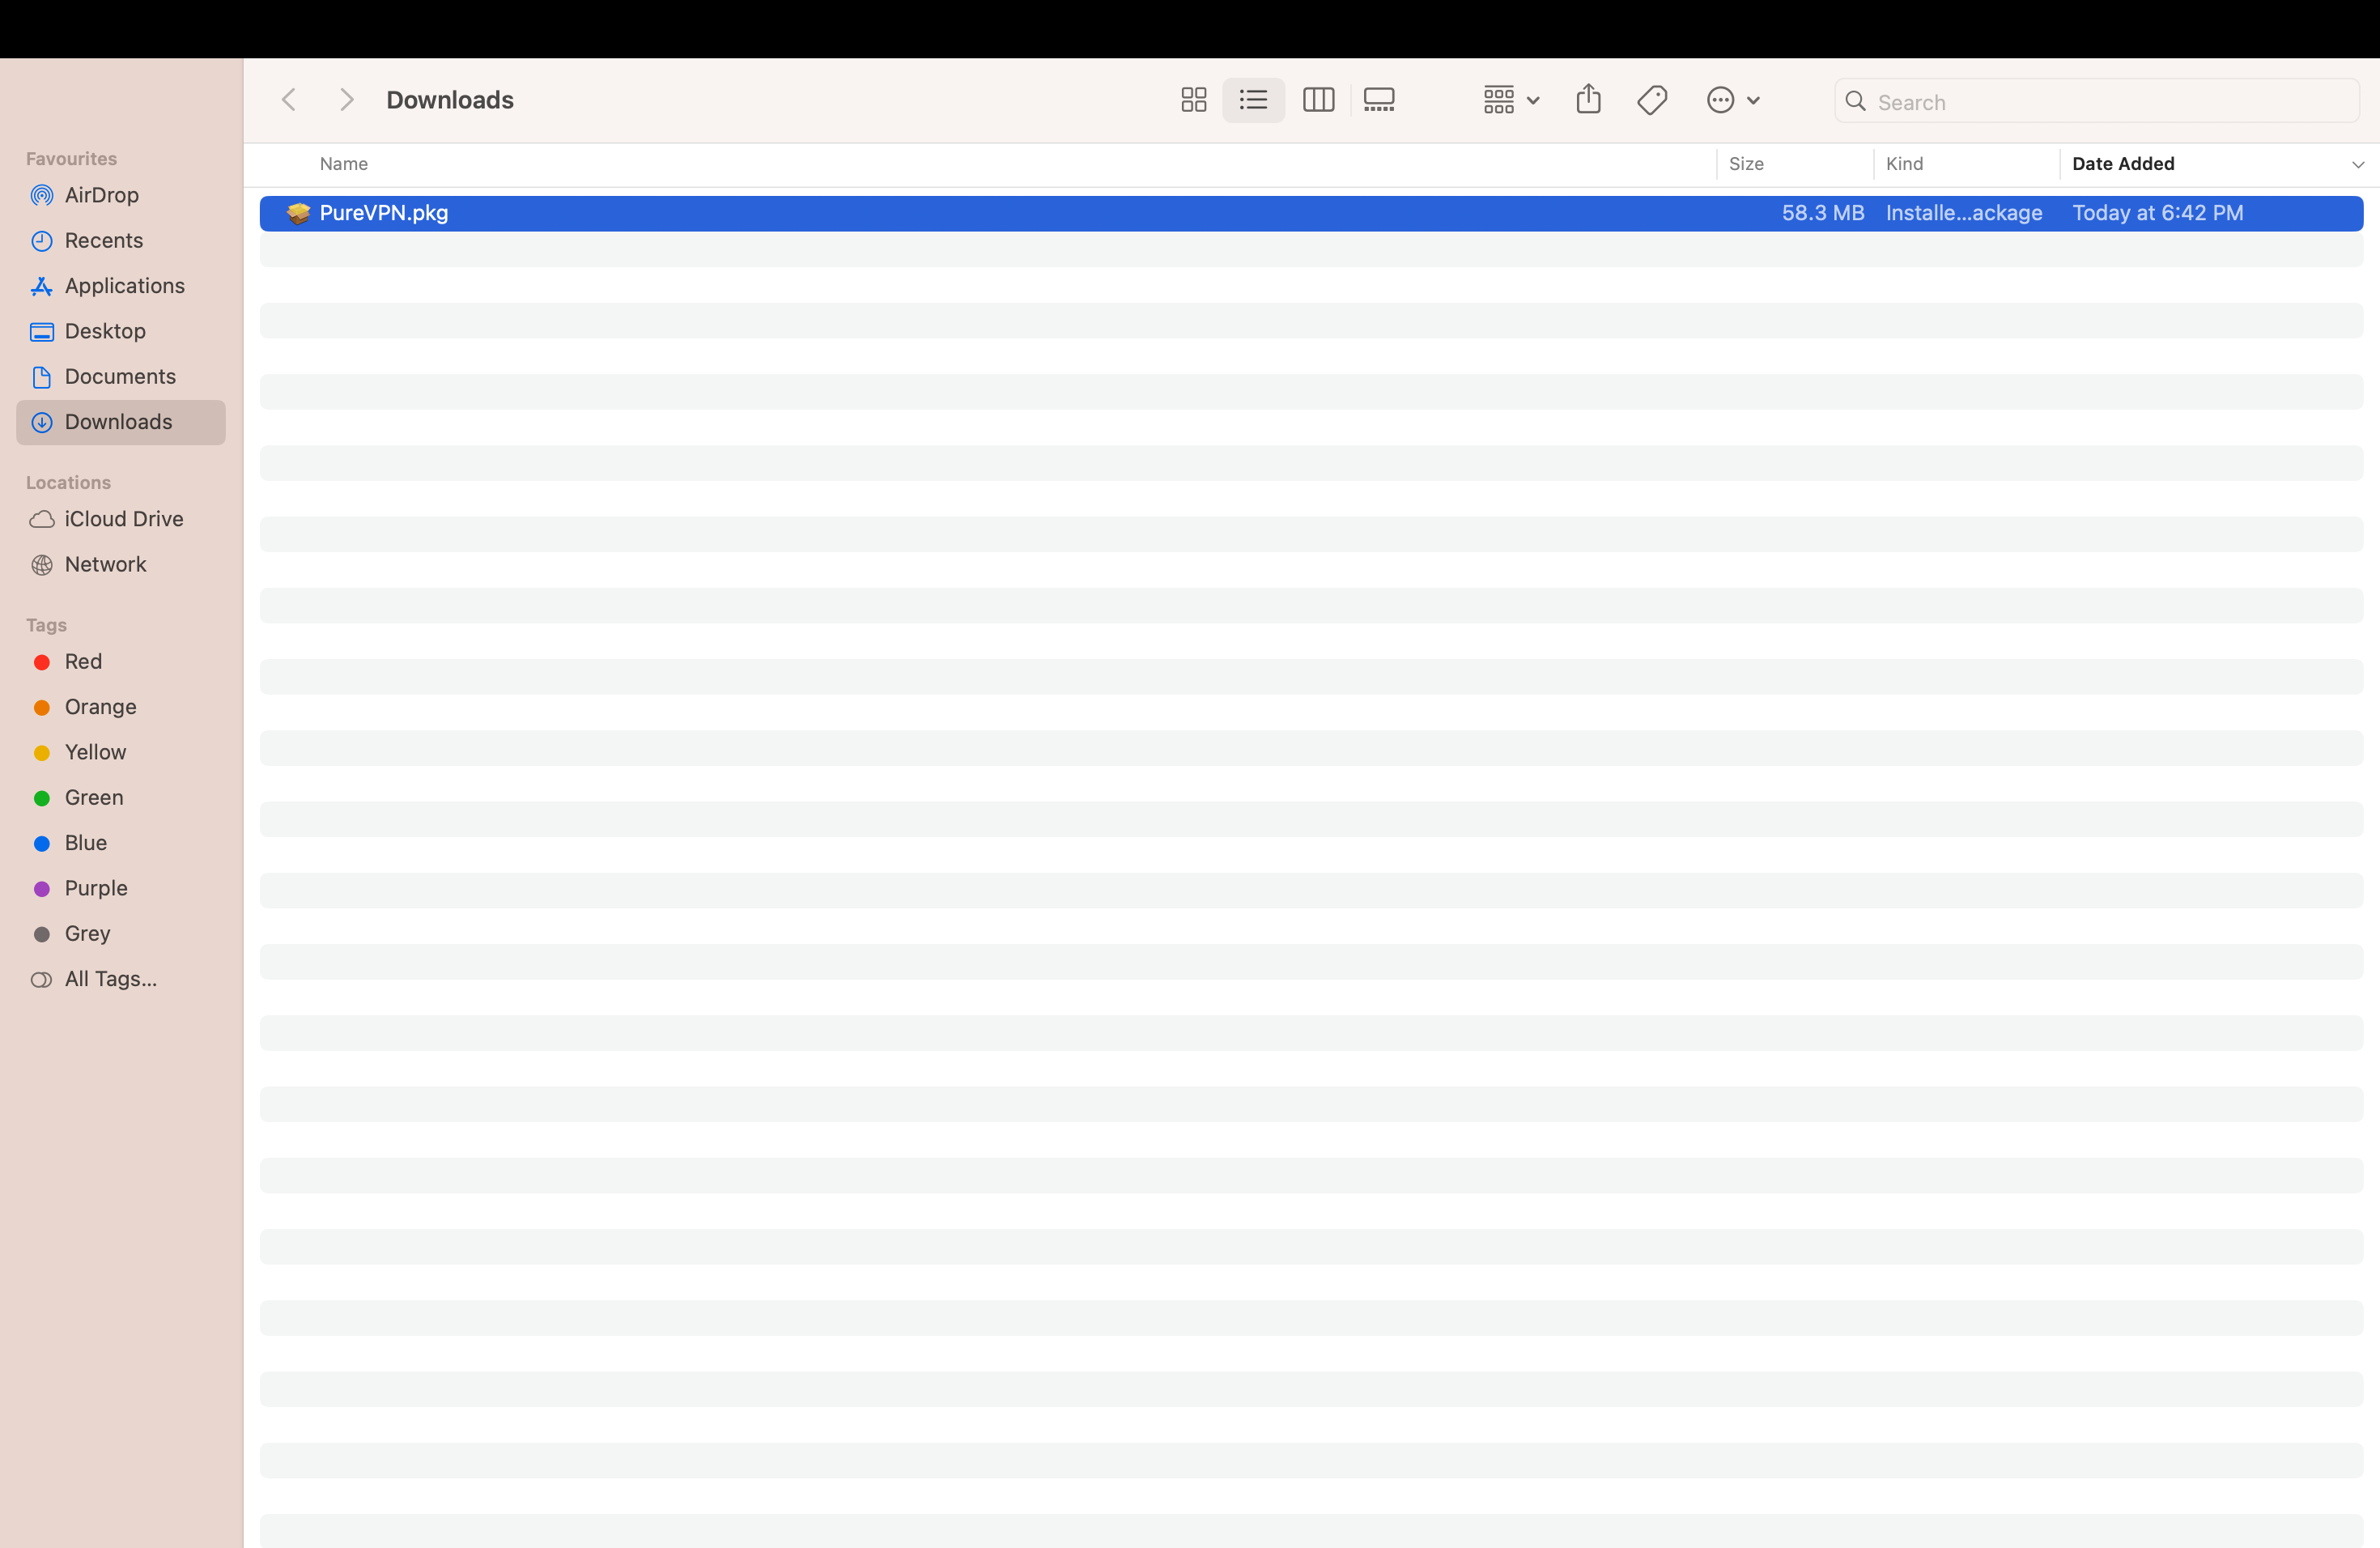 Downloads
Search
Favourites
AirDrop
Recents
Applications
Desktop
Documents
Downloads
Locations
iCloud Drive
Network
Tags
Red
Orange
Yellow
Green
Blue
Purple
Grey
All Tags...
Name Size Kind Date Added
PureVPN.pkg 58.3 MB Installe...ackage Today at 6:42 PM